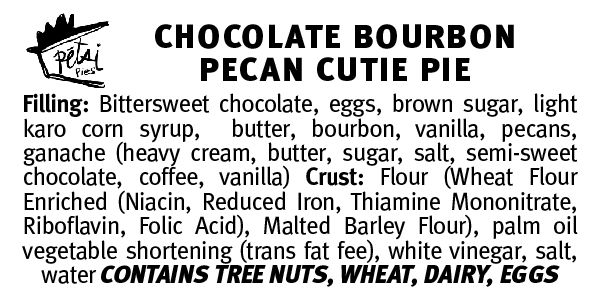 pétsi
Pies
CHOCOLATE BOURBON
PECAN CUTIE PIE
Filling: Bittersweet chocolate, eggs, brown sugar, light
karo corn syrup, butter, bourbon, vanilla, pecans,
ganache (heavy cream, butter, sugar, salt, semi-sweet
chocolate, coffee, vanilla) Crust: Flour (Wheat Flour
Enriched (Niacin, Reduced Iron, Thiamine Mononitrate,
Riboflavin, Folic Acid), Malted Barley Flour), palm oil
vegetable shortening (trans fat fee), white vinegar, salt,
water CONTAINS TREE NUTS, WHEAT, DAIRY, EGGS